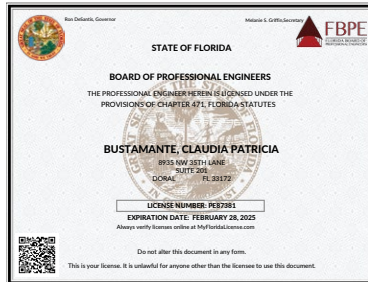 Ron DeSantis, Governor
Melanie S. Griffin,Secretary
FBPE
STATE OF FLORIDA
BOARD OF PROFESSIONAL ENGINEERS
THE PROFESSIONAL ENGINEER HEREIN IS LICENSED UNDER THE
PROVISIONS OF CHAPTER 471, FLORIDA STATUTES
BUSTAMANTE, CLAUDIA PATRICIA
8935 NW 35TH LANE
SUITE 201
DORAL FL 33172
LICENSE NUMBER: PE87381
EXPIRATION DATE: FEBRUARY 28, 2025
Always verify licenses online at MyFloridaLicense.com
Do not alter this document in any form.
This is your license. It is unlawful for anyone other than the licensee to use this document.